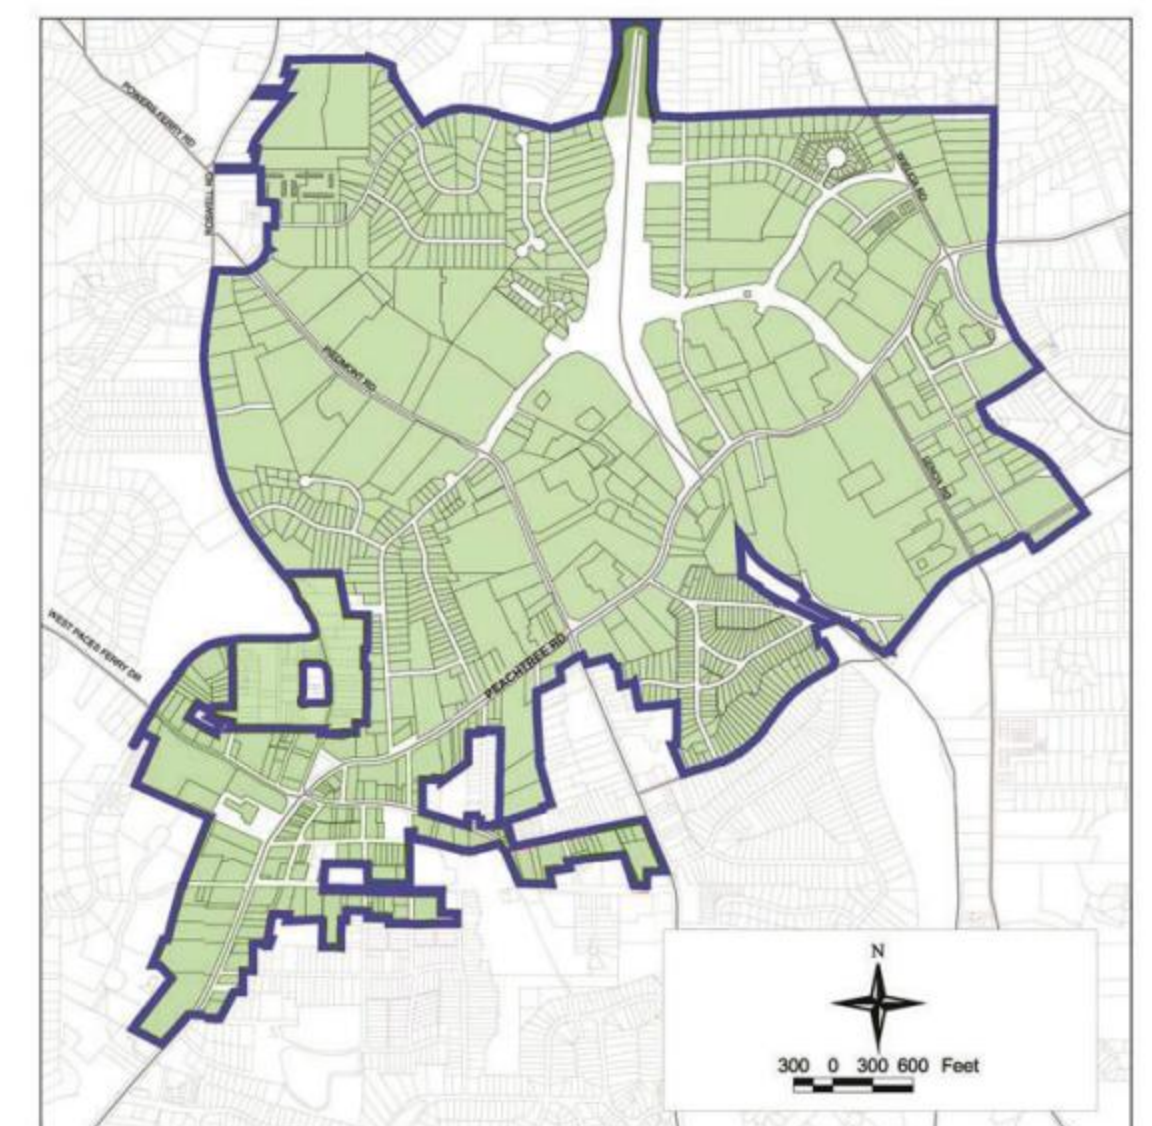 POWERS FERRY RD
ROSWELL RD
PIEDMONT RD
WEST PACES FERRY DR
PEACHTREE RD
N
300 0 300 600 Feet